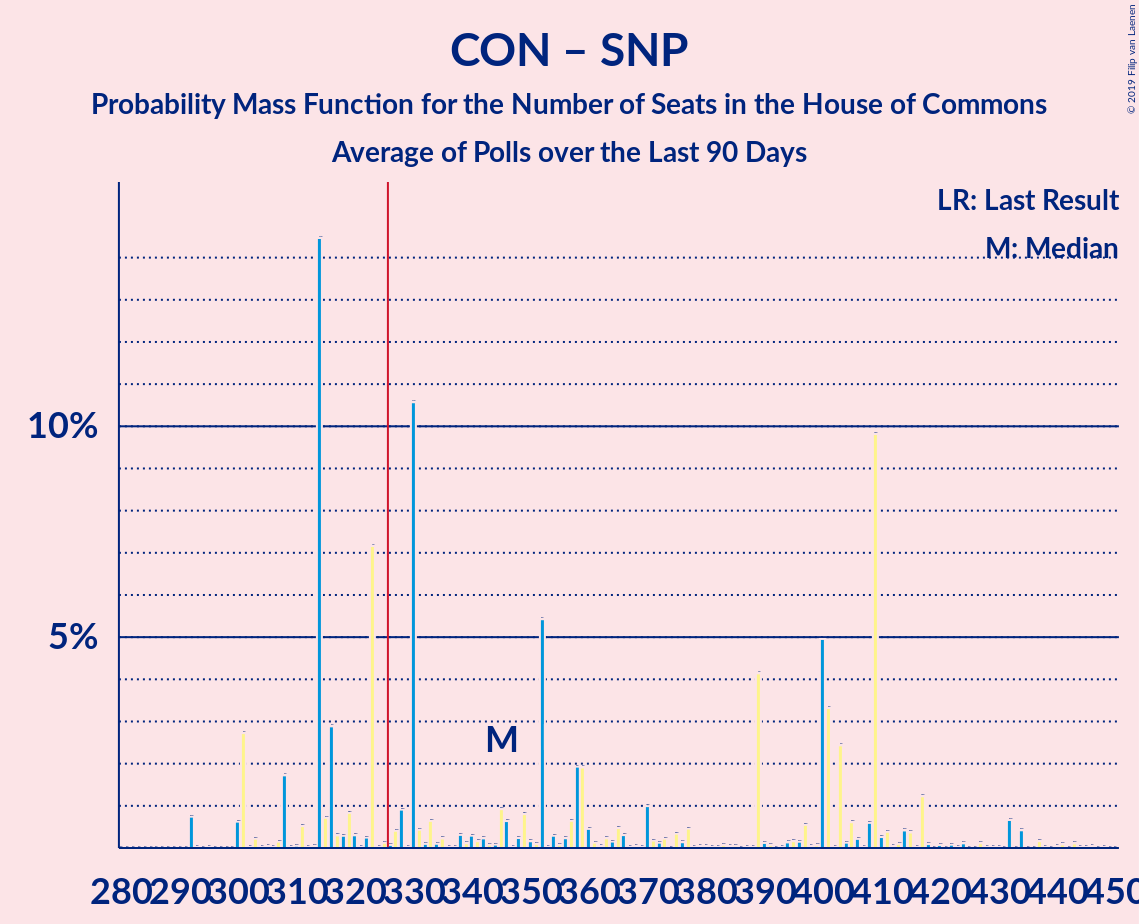 CON – SNP
Probability Mass Function for the Number of Seats in the House of Commons
Average of Polls over the Last 90 Days
© 2019 Filip van Laenen
LR: Last Result
M: Median
10%
5%
M
280 290 300 310 320 330 340 350 360 370 380 390 400 410 420 430 440 450